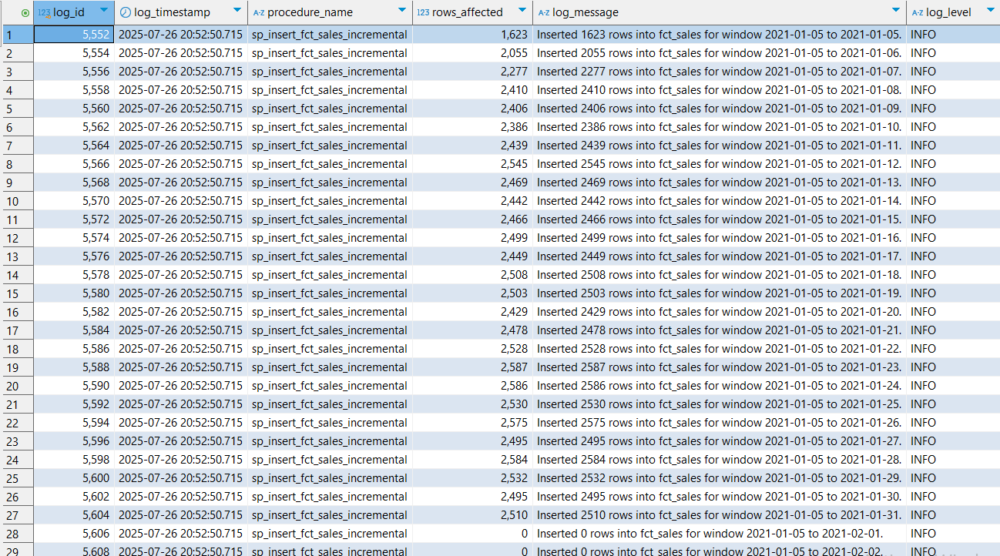 123 log_id log_timestamp A-Z procedure_name 123 rows_affected A-Z log_message A-Z log_level
1 5,552 2025-07-26 20:52:50.715 sp_insert_fct_sales_incremental 1,623 Inserted 1623 rows into fct_sales for window 2021-01-05 to 2021-01-05. INFO
2 5,554 2025-07-26 20:52:50.715 sp_insert_fct_sales_incremental 2,055 Inserted 2055 rows into fct_sales for window 2021-01-05 to 2021-01-06. INFO
3 5,556 2025-07-26 20:52:50.715 sp_insert_fct_sales_incremental 2,277 Inserted 2277 rows into fct_sales for window 2021-01-05 to 2021-01-07. INFO
4 5,558 2025-07-26 20:52:50.715 sp_insert_fct_sales_incremental 2,410 Inserted 2410 rows into fct_sales for window 2021-01-05 to 2021-01-08. INFO
5 5,560 2025-07-26 20:52:50.715 sp_insert_fct_sales_incremental 2,406 Inserted 2406 rows into fct_sales for window 2021-01-05 to 2021-01-09. INFO
6 5,562 2025-07-26 20:52:50.715 sp_insert_fct_sales_incremental 2,386 Inserted 2386 rows into fct_sales for window 2021-01-05 to 2021-01-10. INFO
7 5,564 2025-07-26 20:52:50.715 sp_insert_fct_sales_incremental 2,439 Inserted 2439 rows into fct_sales for window 2021-01-05 to 2021-01-11. INFO
8 5,566 2025-07-26 20:52:50.715 sp_insert_fct_sales_incremental 2,545 Inserted 2545 rows into fct_sales for window 2021-01-05 to 2021-01-12. INFO
9 5,568 2025-07-26 20:52:50.715 sp_insert_fct_sales_incremental 2,469 Inserted 2469 rows into fct_sales for window 2021-01-05 to 2021-01-13. INFO
10 5,570 2025-07-26 20:52:50.715 sp_insert_fct_sales_incremental 2,442 Inserted 2442 rows into fct_sales for window 2021-01-05 to 2021-01-14. INFO
11 5,572 2025-07-26 20:52:50.715 sp_insert_fct_sales_incremental 2,466 Inserted 2466 rows into fct_sales for window 2021-01-05 to 2021-01-15. INFO
12 5,574 2025-07-26 20:52:50.715 sp_insert_fct_sales_incremental 2,499 Inserted 2499 rows into fct_sales for window 2021-01-05 to 2021-01-16. INFO
13 5,576 2025-07-26 20:52:50.715 sp_insert_fct_sales_incremental 2,449 Inserted 2449 rows into fct_sales for window 2021-01-05 to 2021-01-17. INFO
14 5,578 2025-07-26 20:52:50.715 sp_insert_fct_sales_incremental 2,508 Inserted 2508 rows into fct_sales for window 2021-01-05 to 2021-01-18. INFO
15 5,580 2025-07-26 20:52:50.715 sp_insert_fct_sales_incremental 2,503 Inserted 2503 rows into fct_sales for window 2021-01-05 to 2021-01-19. INFO
16 5,582 2025-07-26 20:52:50.715 sp_insert_fct_sales_incremental 2,429 Inserted 2429 rows into fct_sales for window 2021-01-05 to 2021-01-20. INFO
17 5,584 2025-07-26 20:52:50.715 sp_insert_fct_sales_incremental 2,478 Inserted 2478 rows into fct_sales for window 2021-01-05 to 2021-01-21. INFO
18 5,586 2025-07-26 20:52:50.715 sp_insert_fct_sales_incremental 2,528 Inserted 2528 rows into fct_sales for window 2021-01-05 to 2021-01-22. INFO
19 5,588 2025-07-26 20:52:50.715 sp_insert_fct_sales_incremental 2,587 Inserted 2587 rows into fct_sales for window 2021-01-05 to 2021-01-23. INFO
20 5,590 2025-07-26 20:52:50.715 sp_insert_fct_sales_incremental 2,586 Inserted 2586 rows into fct_sales for window 2021-01-05 to 2021-01-24. INFO
21 5,592 2025-07-26 20:52:50.715 sp_insert_fct_sales_incremental 2,530 Inserted 2530 rows into fct_sales for window 2021-01-05 to 2021-01-25. INFO
22 5,594 2025-07-26 20:52:50.715 sp_insert_fct_sales_incremental 2,575 Inserted 2575 rows into fct_sales for window 2021-01-05 to 2021-01-26. INFO
23 5,596 2025-07-26 20:52:50.715 sp_insert_fct_sales_incremental 2,495 Inserted 2495 rows into fct_sales for window 2021-01-05 to 2021-01-27. INFO
24 5,598 2025-07-26 20:52:50.715 sp_insert_fct_sales_incremental 2,584 Inserted 2584 rows into fct_sales for window 2021-01-05 to 2021-01-28. INFO
25 5,600 2025-07-26 20:52:50.715 sp_insert_fct_sales_incremental 2,532 Inserted 2532 rows into fct_sales for window 2021-01-05 to 2021-01-29. INFO
26 5,602 2025-07-26 20:52:50.715 sp_insert_fct_sales_incremental 2,495 Inserted 2495 rows into fct_sales for window 2021-01-05 to 2021-01-30. INFO
27 5,604 2025-07-26 20:52:50.715 sp_insert_fct_sales_incremental 2,510 Inserted 2510 rows into fct_sales for window 2021-01-05 to 2021-01-31. INFO
28 5,606 2025-07-26 20:52:50.715 sp_insert_fct_sales_incremental 0 Inserted 0 rows into fct_sales for window 2021-01-05 to 2021-02-01. INFO
29 5,608 2025-07-26 20:52:50.715 sp_insert_fct_sales_incremental 0 Inserted 0 rows into fct_sales for window 2021-01-05 to 2021-02-02. INFO